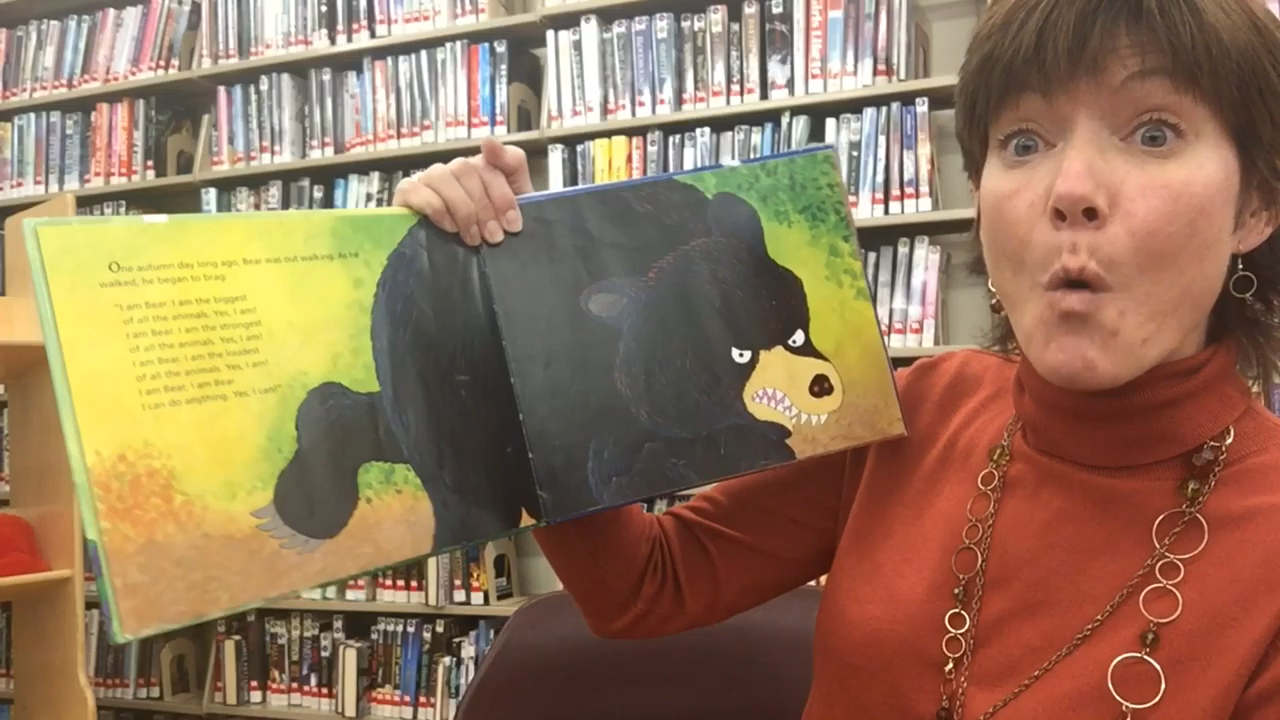 One autumn day long ago, Bear was out walking. As he
walked, he began to brag:
"I am Bear. I am the biggest
of all the animals. Yes, I am!
I am Bear. I am the strongest
of all the animals. Yes, I am!
I am Bear. I am the loudest
of all the animals. Yes, I am!
I am Bear, I am Bear.
I can do anything. Yes, I can!"